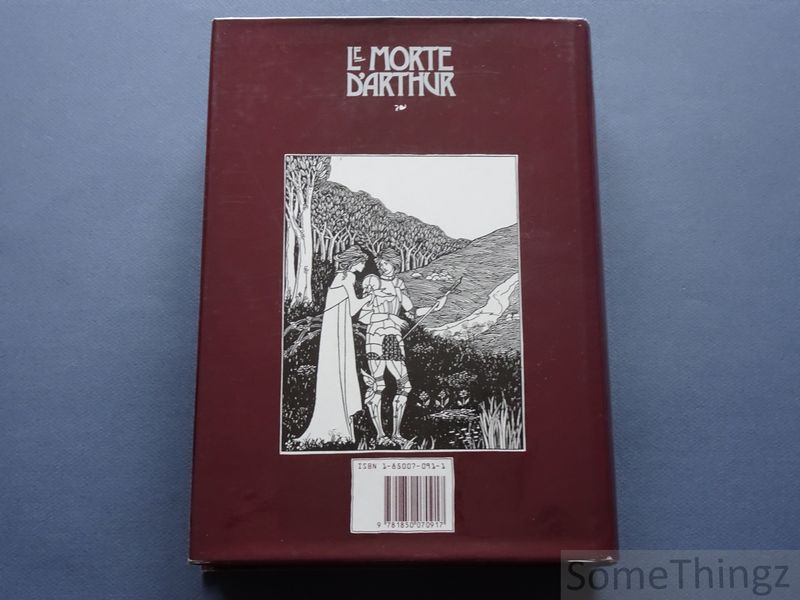 LE MORTE
D'ARTHUR
ISBN 1-85007-091-1
9 781850 070917
SomeThingz